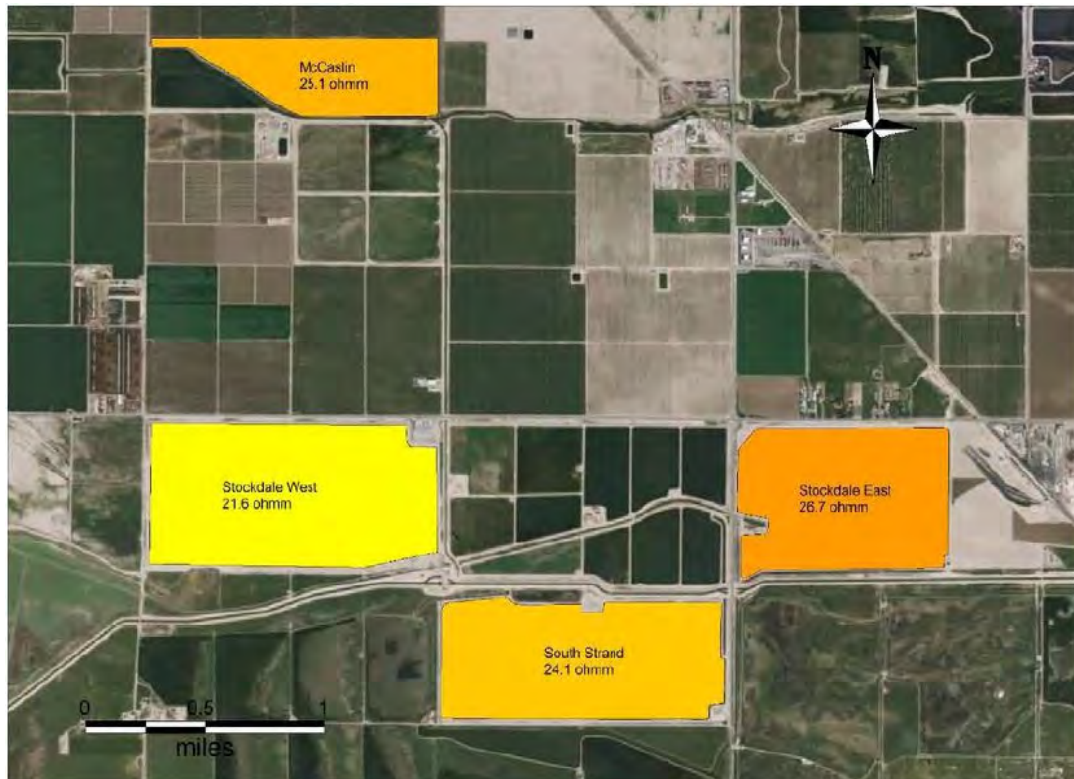 McCaslin
25.1 ohmm
N
Stockdale West
21.6 ohmm
Stockdale East
26.7 ohmm
South Strand
24.1 ohmm
0 0.5 1
miles